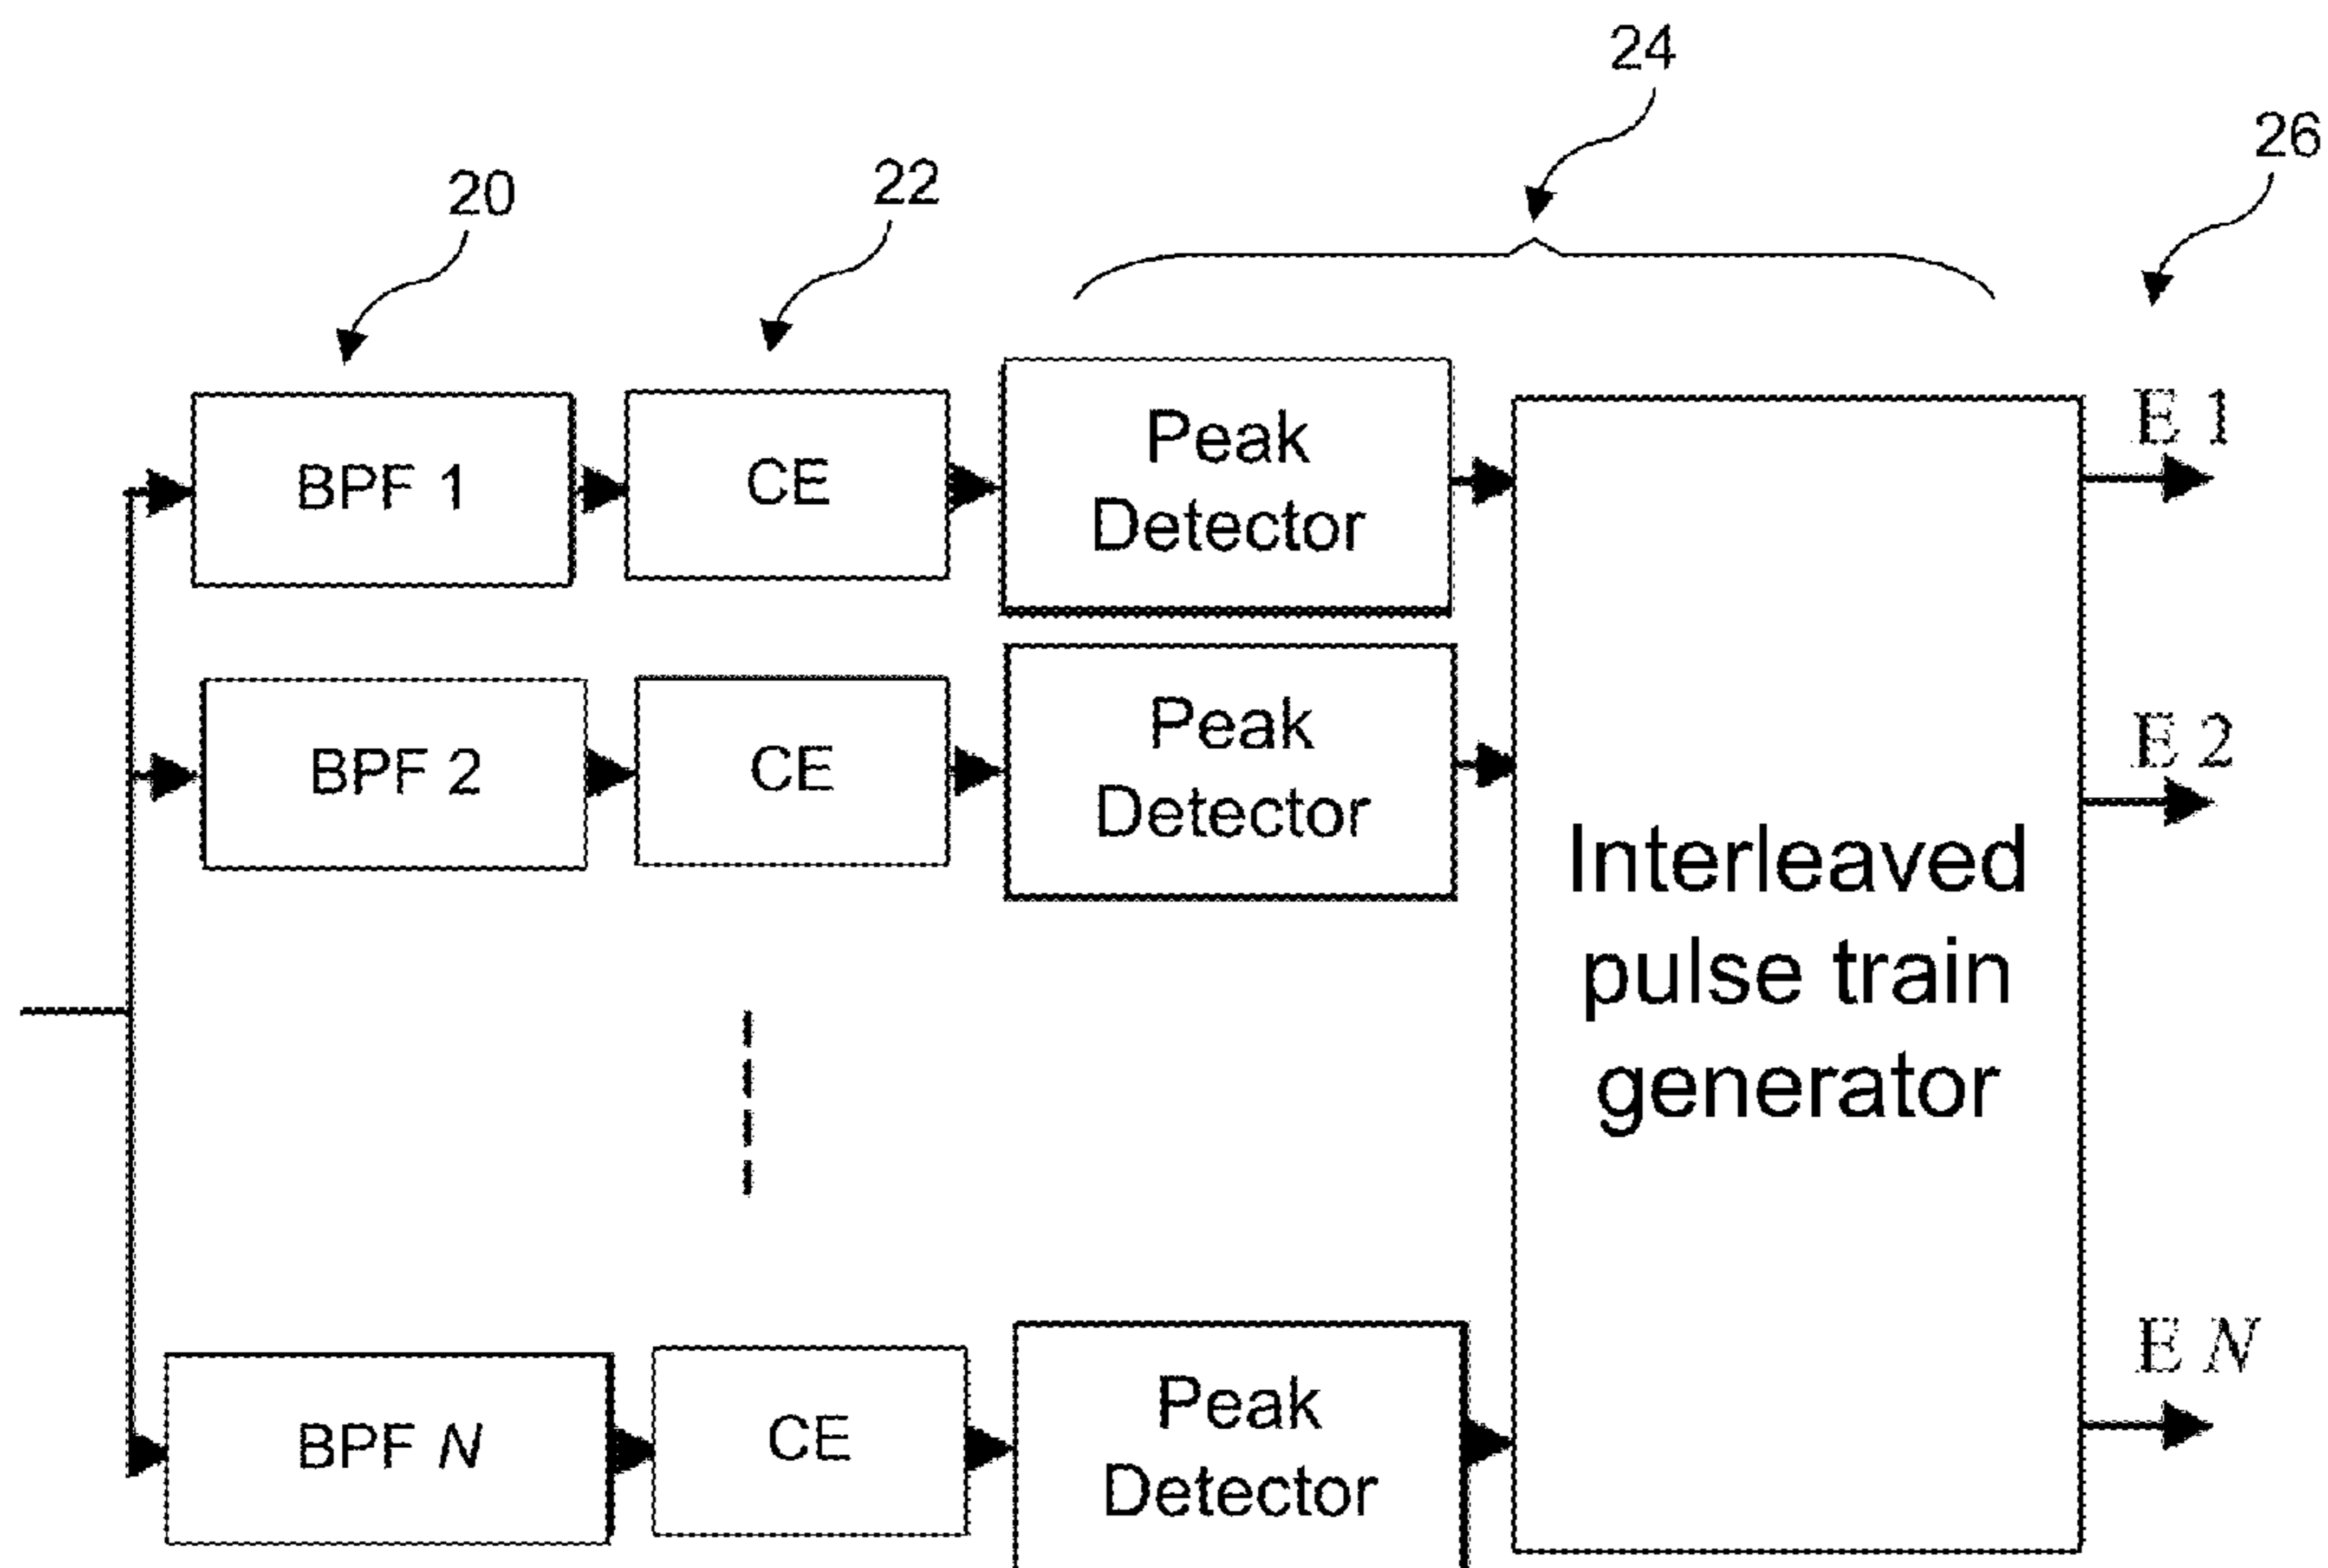 24
26
20
22
BPF 1
CE
Peak
Detector
E 1
BPF 2
CE
Peak
Detector
E 2
Interleaved
pulse train
generator
BPF N
CE
Peak
Detector
E N